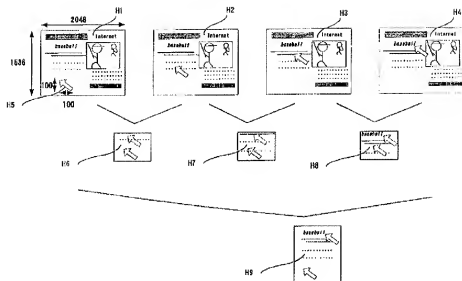 2048
H1
H2
H3
H4
Internet
Internet
Internet
Internet
baseball
baseball
baseball
baseball
1536
H5
100
100
H6
H7
H8
baseball
baseball
H9